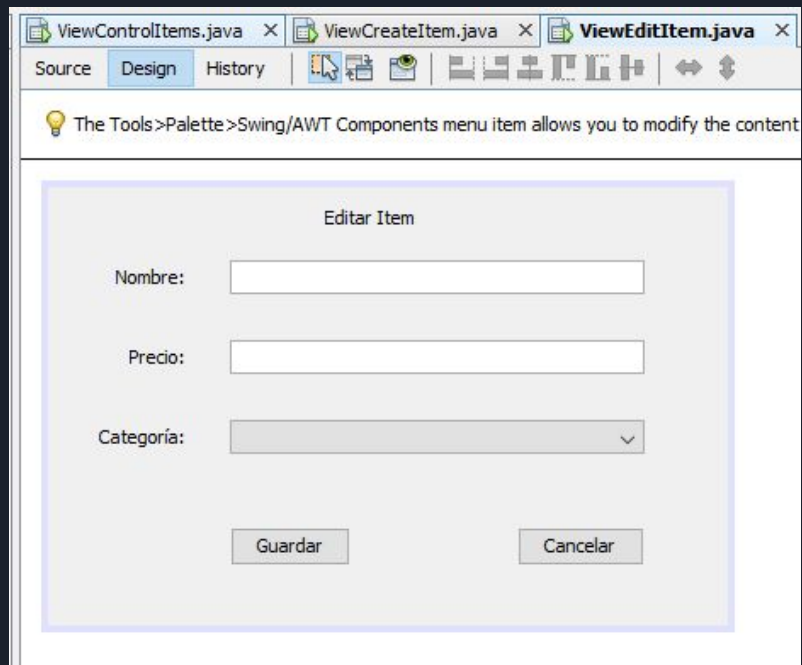 ViewControlItems.java ViewCreateItem.java ViewEditItem.java
Source Design History
The Tools>Palette>Swing/AWT Components menu item allows you to modify the content
Editar Item
Nombre:
Precio:
Categoría:
Guardar Cancelar